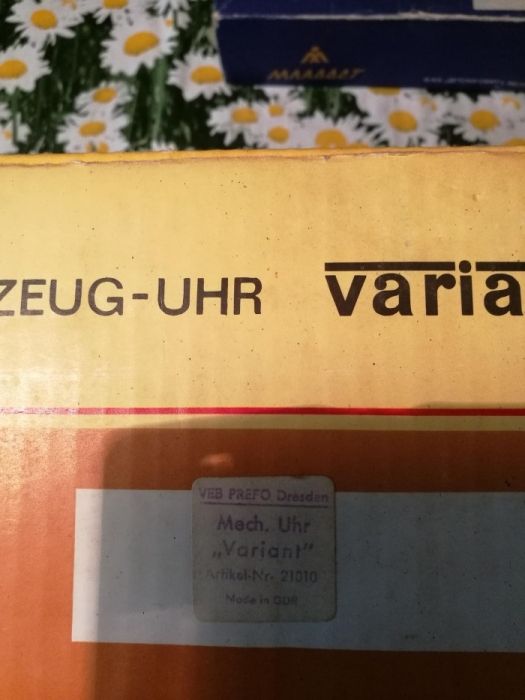 ZEUG-UHR varia
VEB PREFO Dresden
Mech. Uhr
„Variant"
Artikel-Nr. 21010
Made in GDR